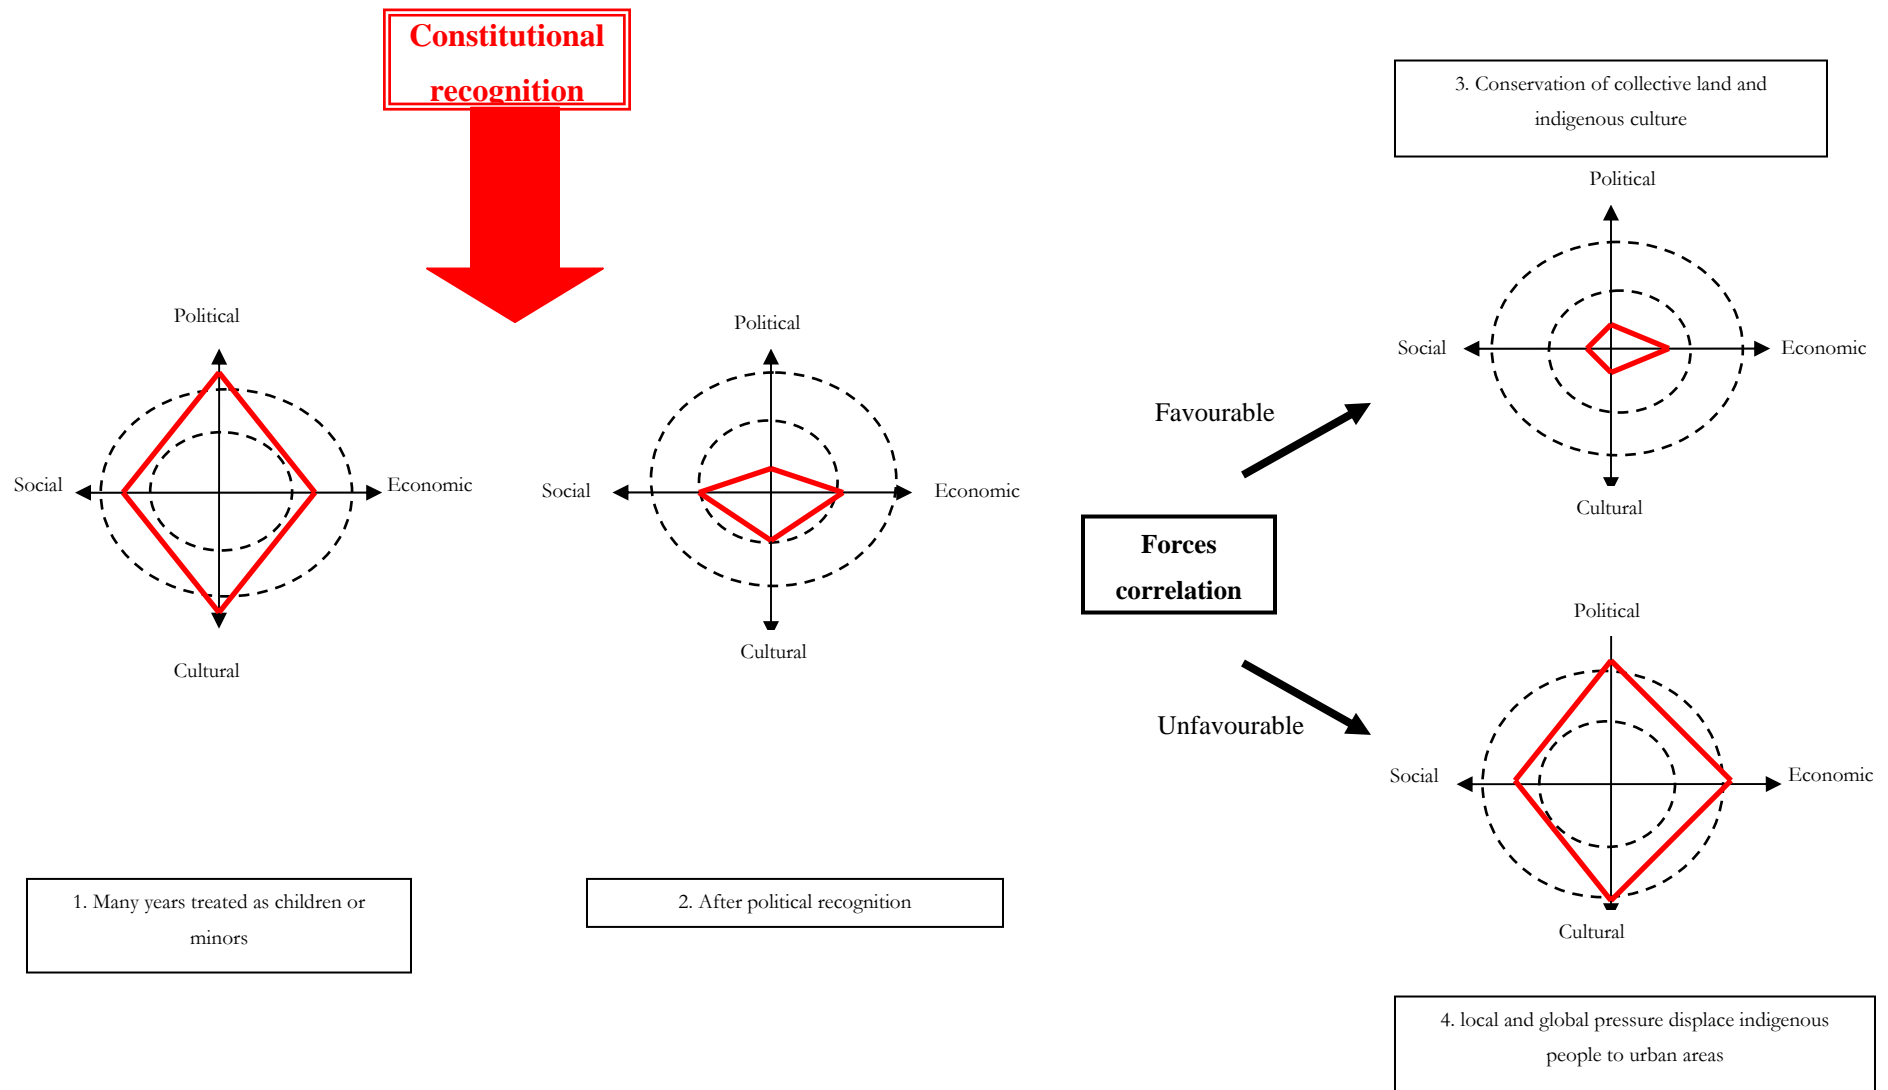 Constitutional
recognition
Political
Social
Economic
Cultural
1. Many years treated as children or
minors
Political
Social
Economic
Cultural
2. After political recognition
Forces
correlation
Favourable
Unfavourable
3. Conservation of collective land and
indigenous culture
Political
Social
Economic
Cultural
Political
Social
Economic
Cultural
4. local and global pressure displace indigenous
people to urban areas